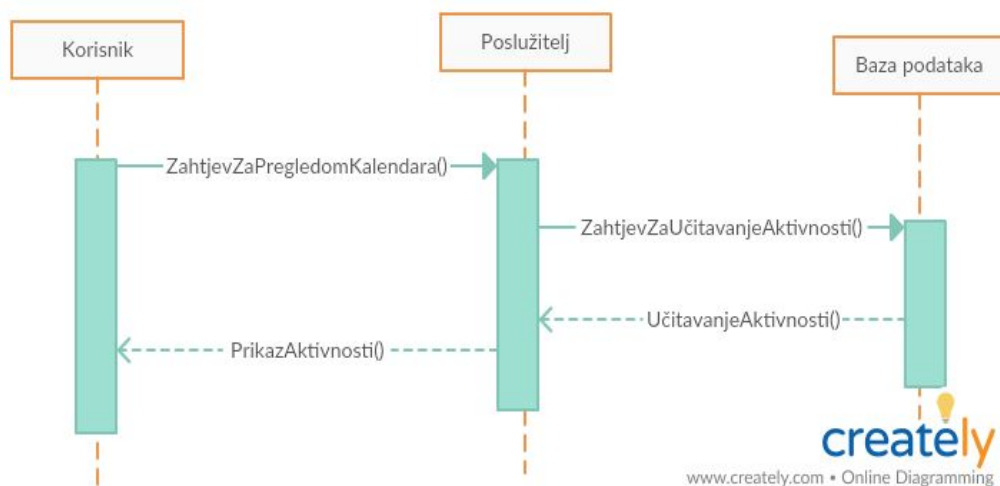 Korisnik
Poslužitelj
Baza podataka
ZahtjevZaPregledomKalendara()
ZahtjevZaUčitavanjeAktivnosti()
UčitavanjeAktivnosti()
PrikazAktivnosti()
creately
www.creately.com • Online Diagramming